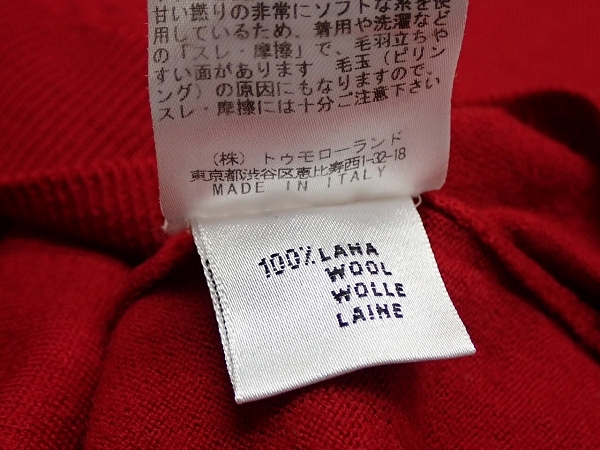 甘い撚りの非常にソフトな糸を使
用しているため、着用や洗濯などや
の「スレ・摩擦」で、毛羽立ちや
すい面があります 毛玉(ピリン
グ)の原因にもなりますので、
スレ・摩擦には十分ご注意下さい
(株) トゥモローランド
東京都渋谷区恵比寿西1-32-18
MADE IN ITALY
100% LANA
WOOL
WOLLE
LAINE